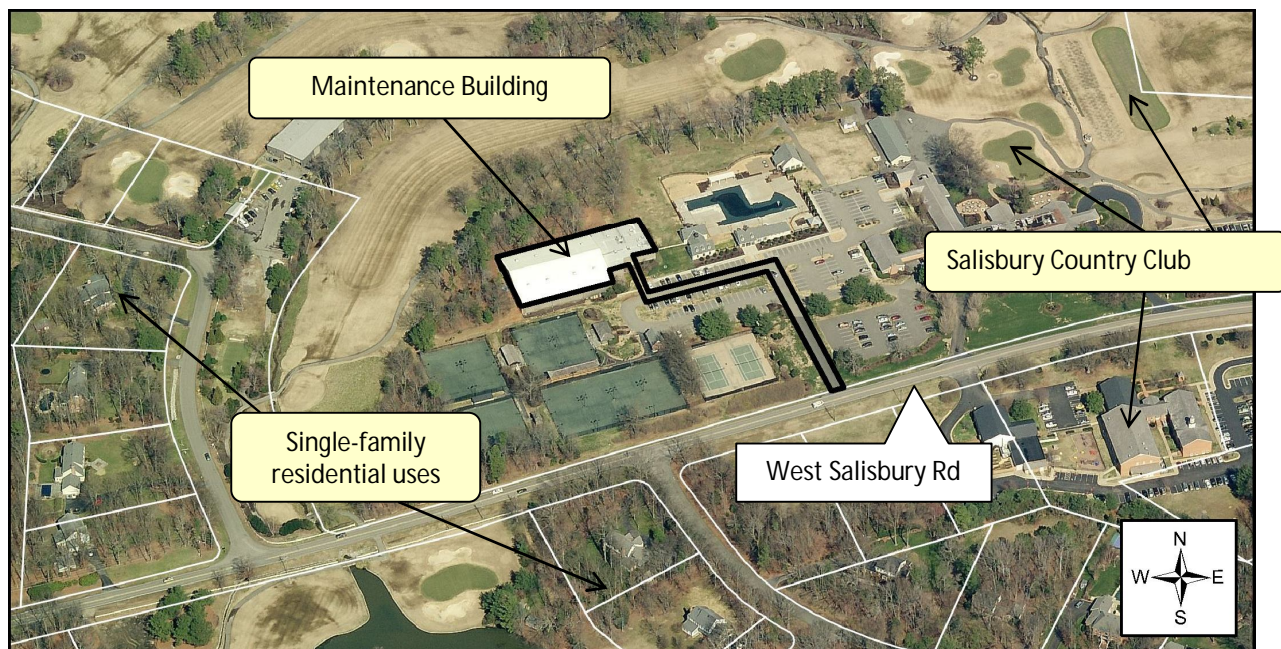 Maintenance Building
Salisbury Country Club
Single-family
residential uses
West Salisbury Rd
N
W E
S